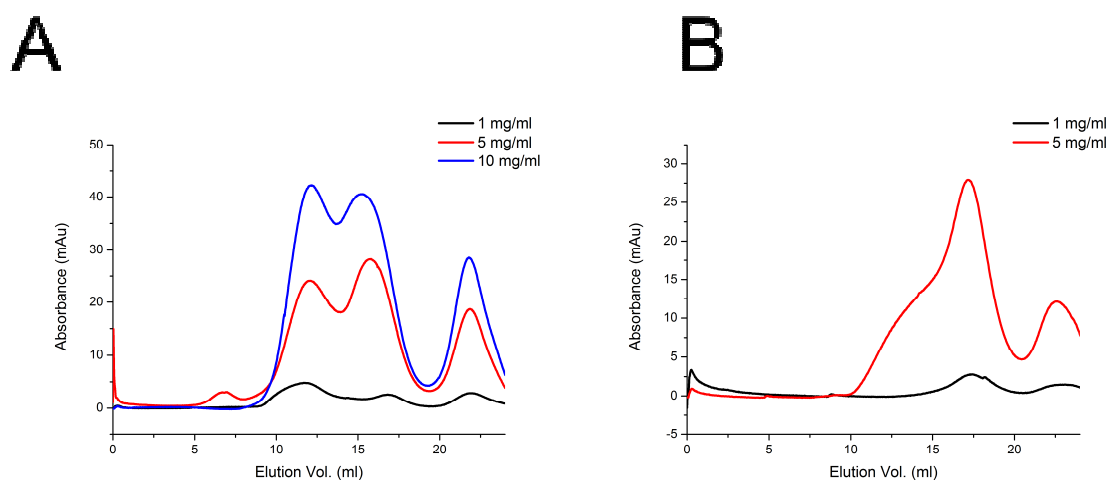 A
B
1 mg/ml
5 mg/ml
10 mg/ml
50
40
30
20
10
0
Absorbance (mAu)
0 5 10 15 20
Elution Vol. (ml)
1 mg/ml
5 mg/ml
30
25
20
15
10
5
0
-5
Absorbance (mAu)
0 5 10 15 20
Elution Vol. (ml)